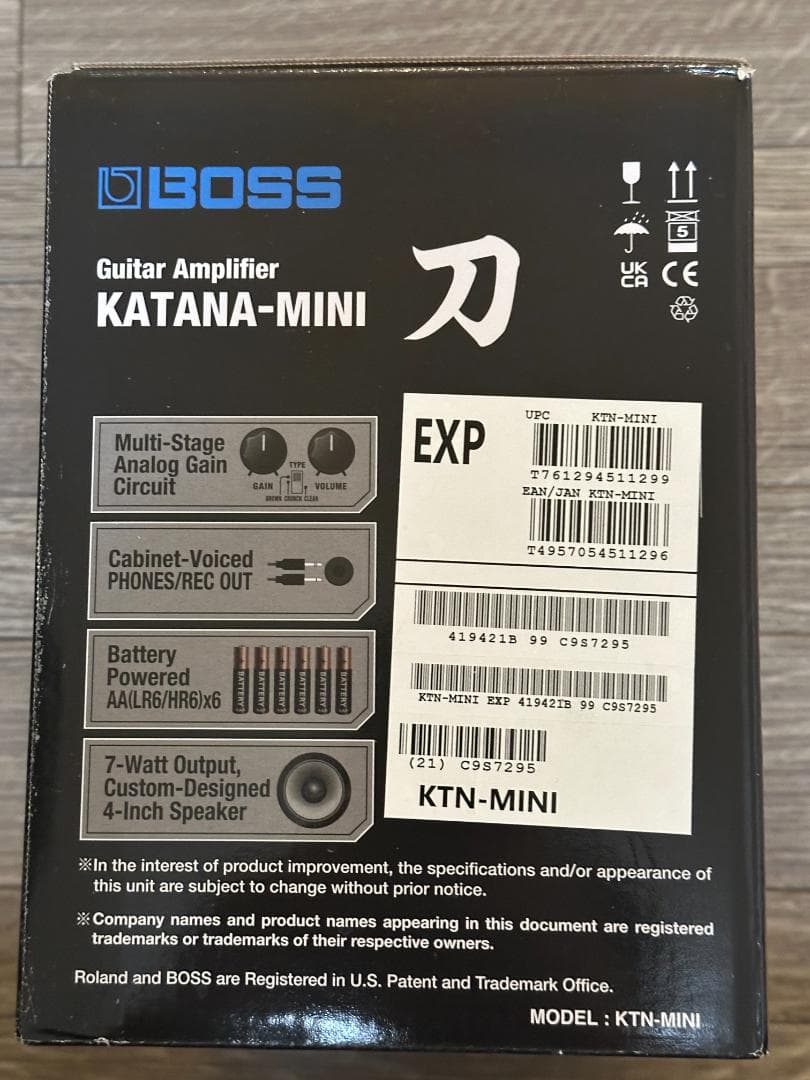 BOSS
Guitar Amplifier
KATANA-MINI
刀
5
UK
CA
CE
Multi-Stage
Analog Gain
Circuit
TYPE
GAIN
VOLUME
BROWN CRUNCH CLEAN
Cabinet-Voiced
PHONES/REC OUT
Battery
Powered
AA(LR6/HR6)x6
BATTERY BATTERY BATTERY BATTERY BATTERY BATTERY
7-Watt Output,
Custom-Designed
4-Inch Speaker
EXP
UPC KTN-MINI
T761294511299
EAN/JAN KTN-MINI
T4957054511296
419421B 99 C9S7295
KTN-MINI EXP 419421B 99 C9S7295
(21) C9S7295
KTN-MINI
※In the interest of product improvement, the specifications and/or appearance of
this unit are subject to change without prior notice.
※Company names and product names appearing in this document are registered
trademarks or trademarks of their respective owners.
Roland and BOSS are Registered in U.S. Patent and Trademark Office.
MODEL : KTN-MINI